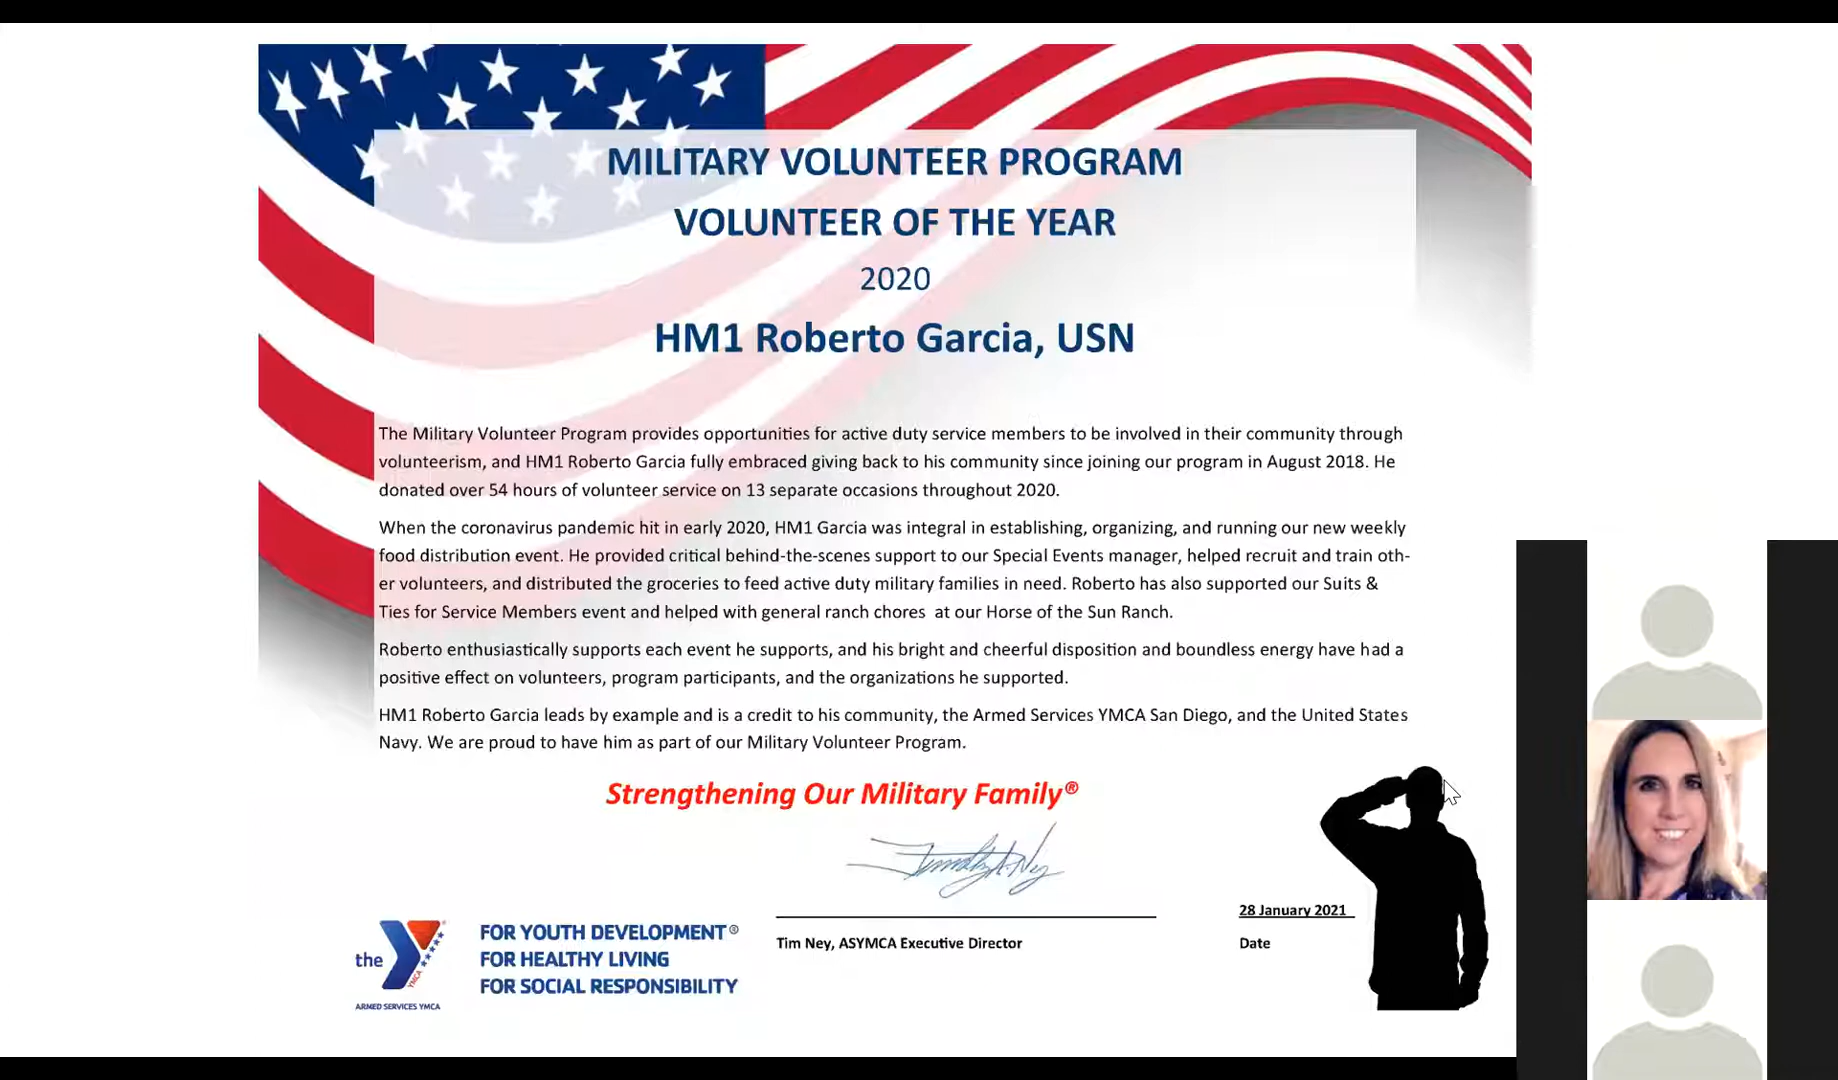 MILITARY VOLUNTEER PROGRAM
VOLUNTEER OF THE YEAR
2020
HM1 Roberto Garcia, USN
The Military Volunteer Program provides opportunities for active duty service members to be involved in their community through
volunteerism, and HM1 Roberto Garcia fully embraced giving back to his community since joining our program in August 2018. He
donated over 54 hours of volunteer service on 13 separate occasions throughout 2020.
When the coronavirus pandemic hit in early 2020, HM1 Garcia was integral in establishing, organizing, and running our new weekly
food distribution event. He provided critical behind-the-scenes support to our Special Events manager, helped recruit and train oth-
er volunteers, and distributed the groceries to feed active duty military families in need. Roberto has also supported our Suits &
Ties for Service Members event and helped with general ranch chores at our Horse of the Sun Ranch.
Roberto enthusiastically supports each event he supports, and his bright and cheerful disposition and boundless energy have had a
positive effect on volunteers, program participants, and the organizations he supported.
HM1 Roberto Garcia leads by example and is a credit to his community, the Armed Services YMCA San Diego, and the United States
Navy. We are proud to have him as part of our Military Volunteer Program.
Strengthening Our Military Family®
Timothy A. Ney
28 January 2021
Tim Ney, ASYMCA Executive Director
Date
the YMCA
ARMED SERVICES YMCA
FOR YOUTH DEVELOPMENT®
FOR HEALTHY LIVING
FOR SOCIAL RESPONSIBILITY